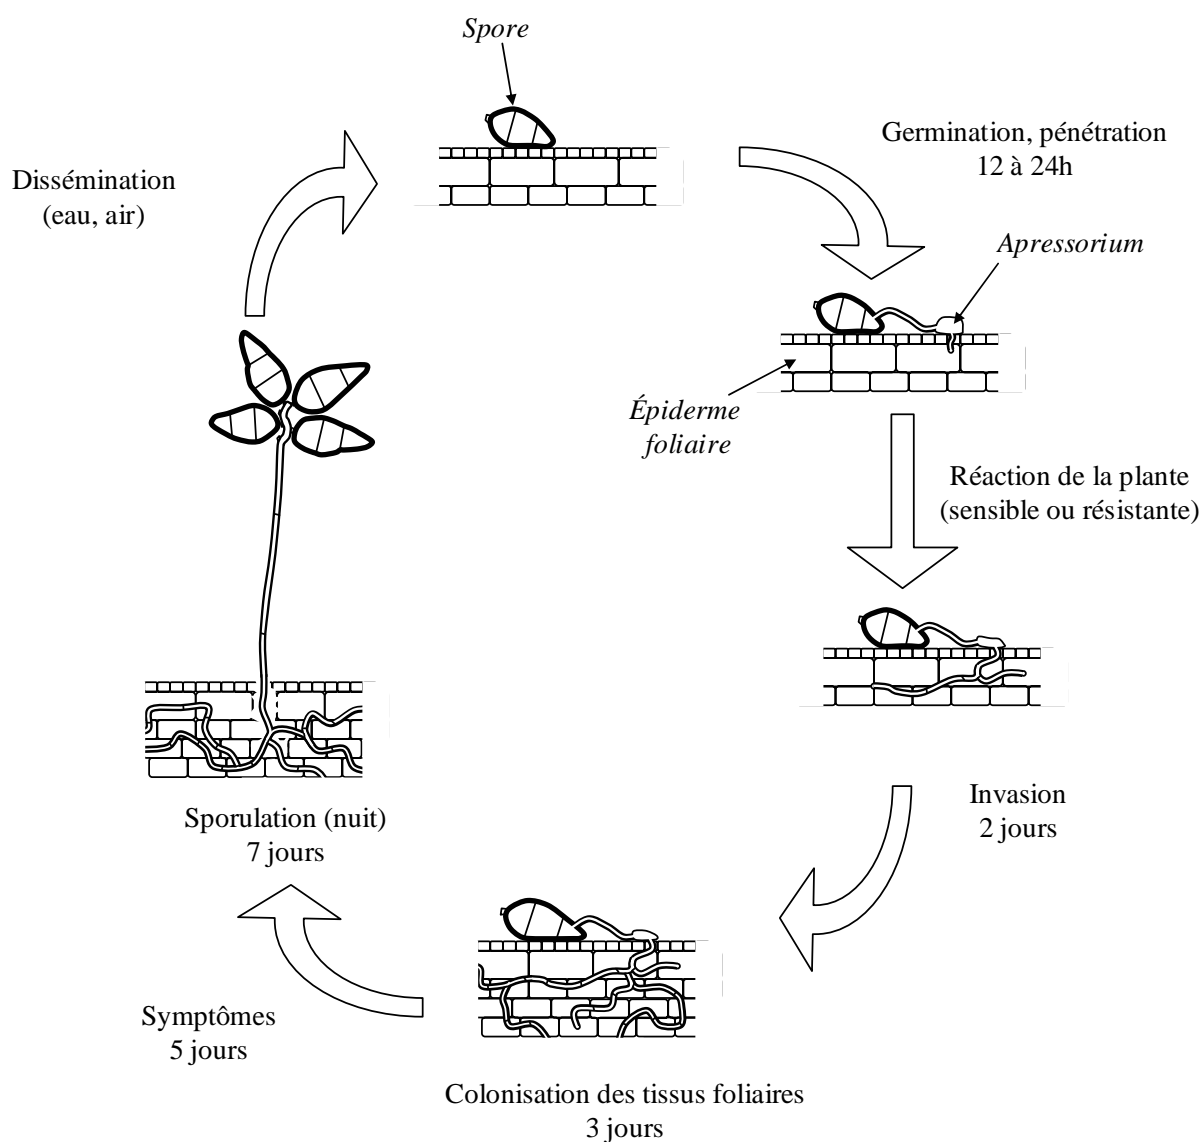 Spore
Germination, pénétration
12 à 24h
Dissémination
(eau, air)
Apressorium
Épiderme
foliaire
Réaction de la plante
(sensible ou résistante)
Invasion
2 jours
Sporulation (nuit)
7 jours
Symptômes
5 jours
Colonisation des tissus foliaires
3 jours